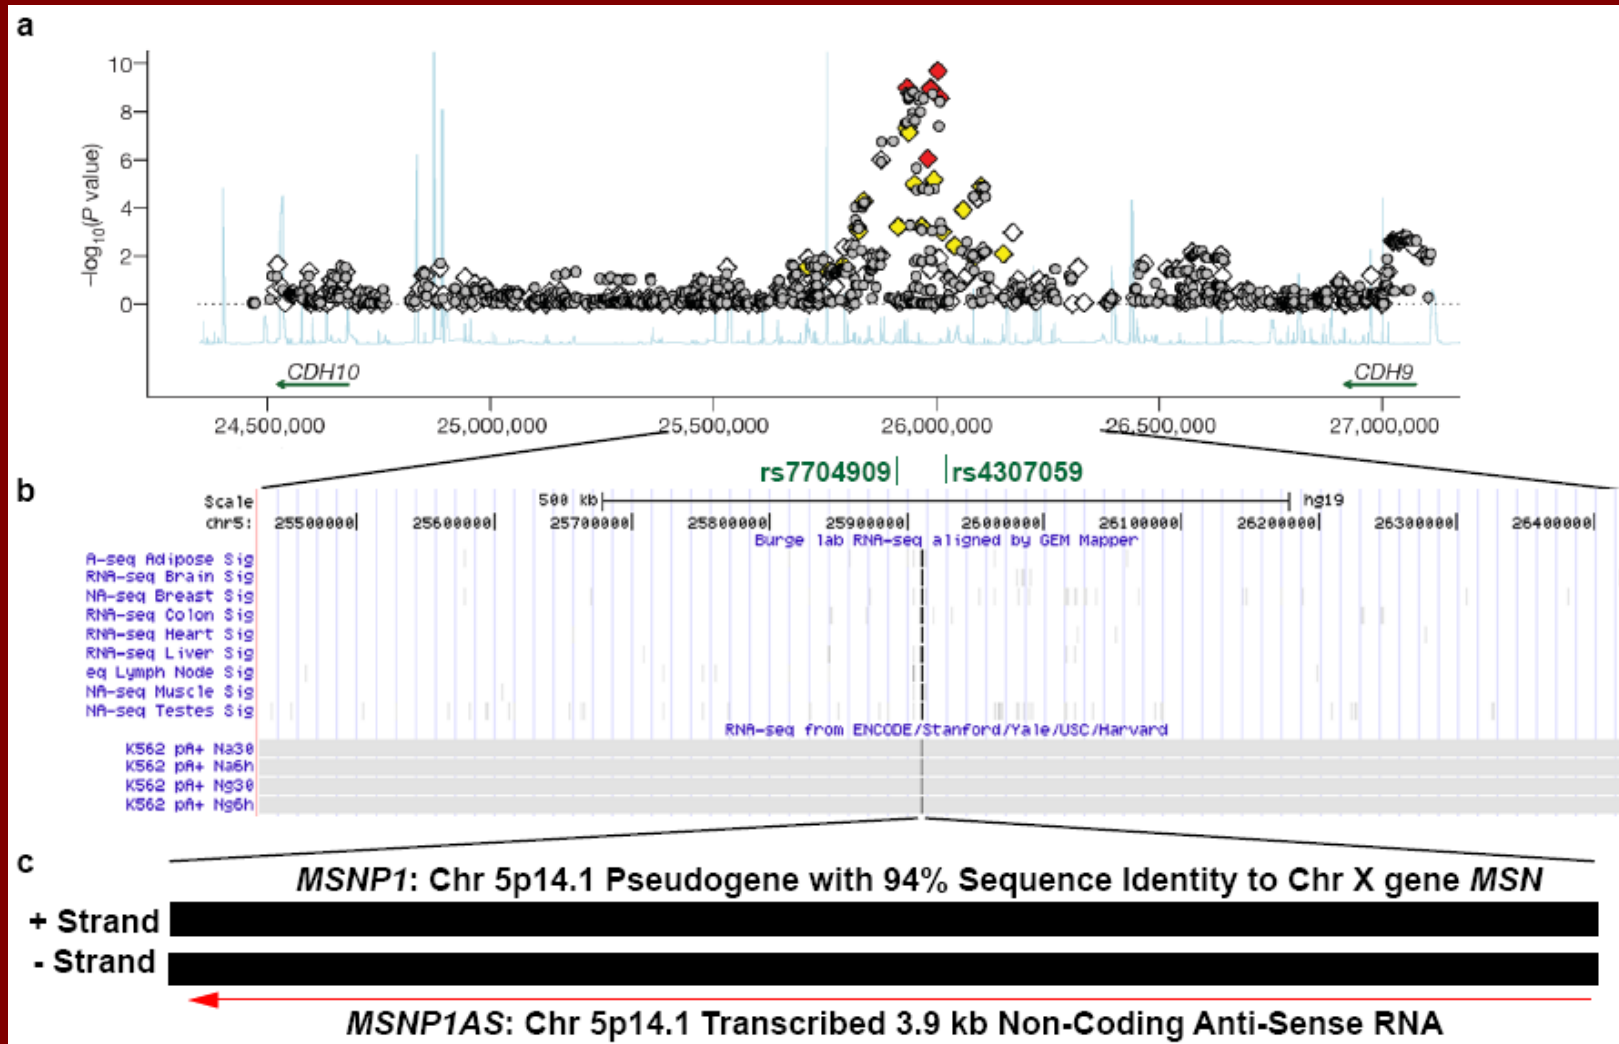 a
10
8
6
4
2
0
−log10(P value)
CDH10
CDH9
24,500,000 25,000,000 25,500,000 26,000,000 26,500,000 27,000,000
rs7704909 rs4307059
b
Scale 500 kb hg19
chr5: 25500000 25600000 25700000 25800000 25900000 26000000 26100000 26200000 26300000 26400000
Burge lab RNA-seq aligned by GEM Mapper
A-seq Adipose Sig
RNA-seq Brain Sig
NA-seq Breast Sig
RNA-seq Colon Sig
RNA-seq Heart Sig
RNA-seq Liver Sig
eq Lymph Node Sig
NA-seq Muscle Sig
NA-seq Testes Sig
RNA-seq from ENCODE/Stanford/Yale/USC/Harvard
K562 pA+ Na30
K562 pA+ Na6h
K562 pA+ Ng30
K562 pA+ Ng6h
c
MSNP1: Chr 5p14.1 Pseudogene with 94% Sequence Identity to Chr X gene MSN
+ Strand
- Strand
MSNP1AS: Chr 5p14.1 Transcribed 3.9 kb Non-Coding Anti-Sense RNA